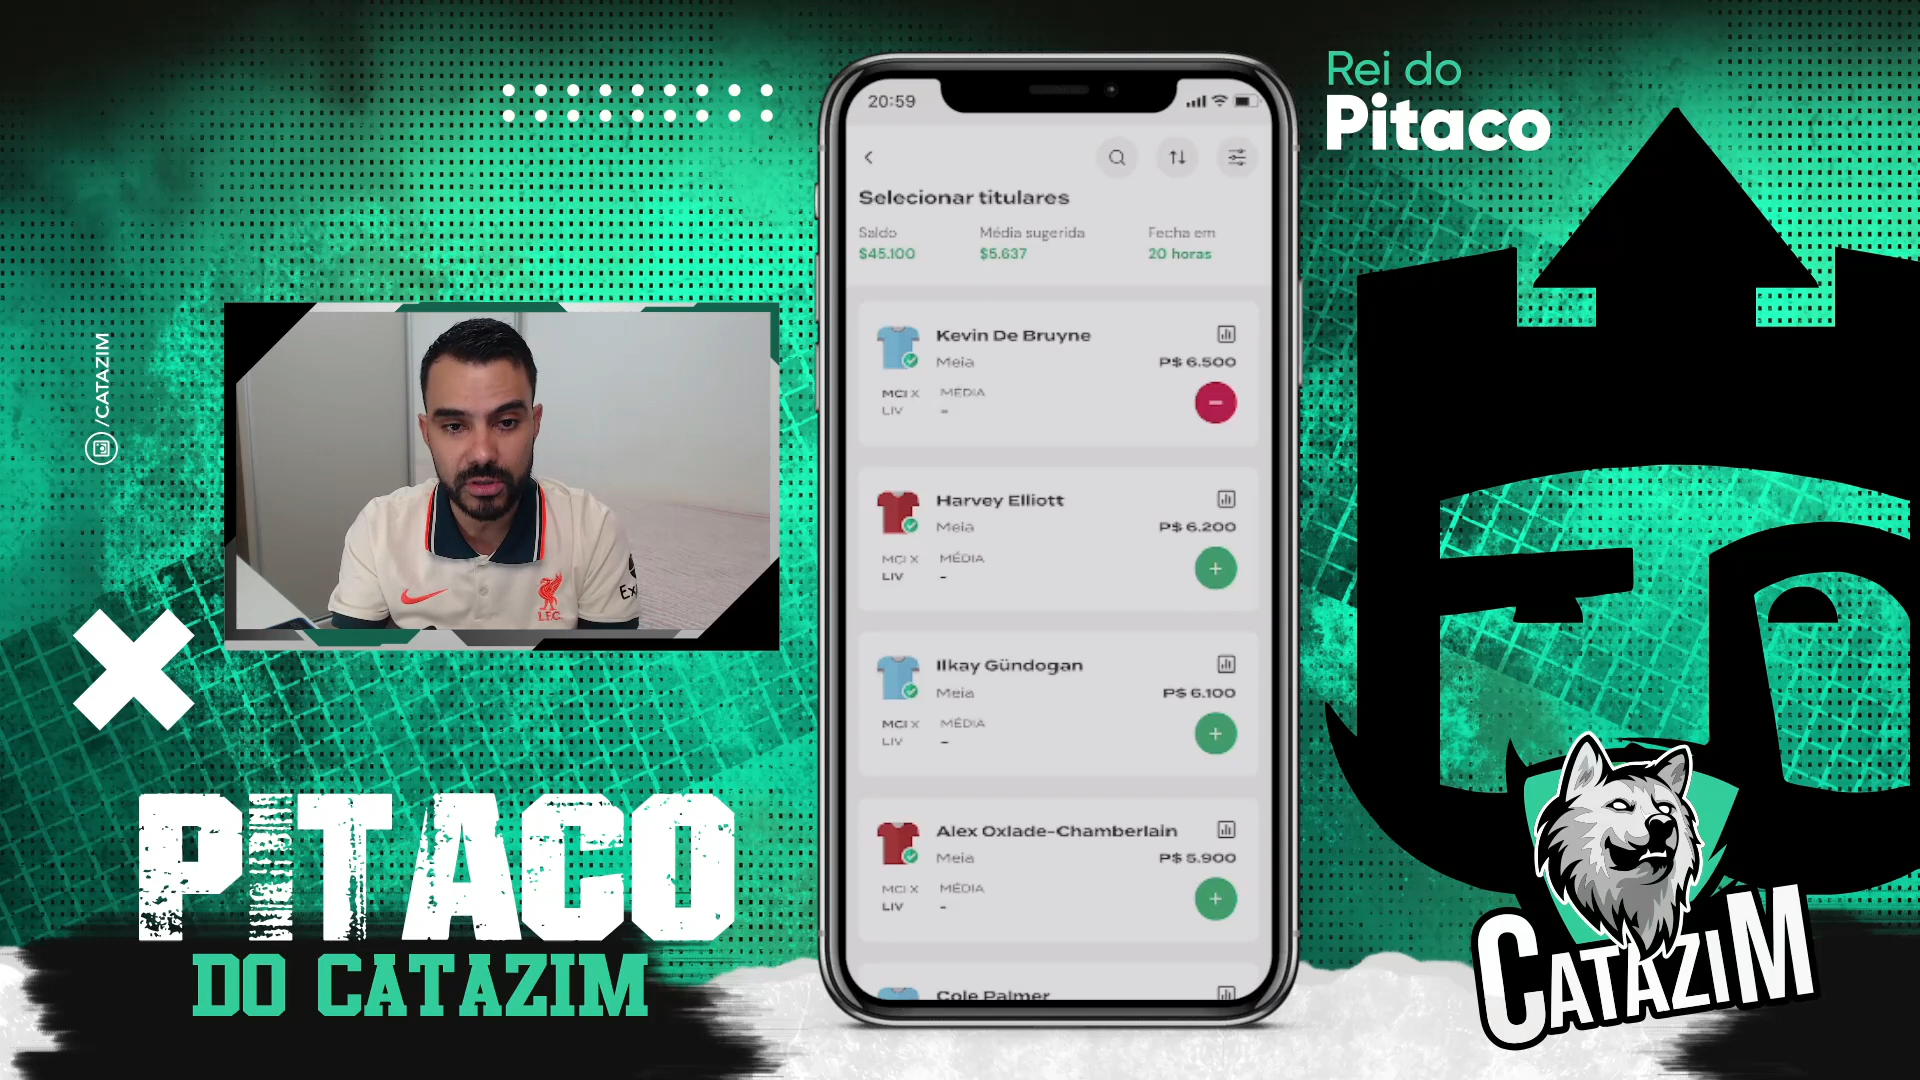 Rei do
Pitaco
20:59
Selecionar titulares
Saldo
Média sugerida
Fecha em
$45.100
$5.637
20 horas
Kevin De Bruyne
Meia
P$ 6.500
MCI X
LIV
MÉDIA
-
Harvey Elliott
Meia
P$ 6.200
MCI X
LIV
MÉDIA
-
Ilkay Gündogan
Meia
P$ 6.100
MCI X
LIV
MÉDIA
-
Alex Oxlade-Chamberlain
Meia
P$ 5.900
MCI X
LIV
MÉDIA
-
Cole Palmer
/CATAZIM
L.F.C.
Ex
PITACO
DO CATAZIM
CATAZIM